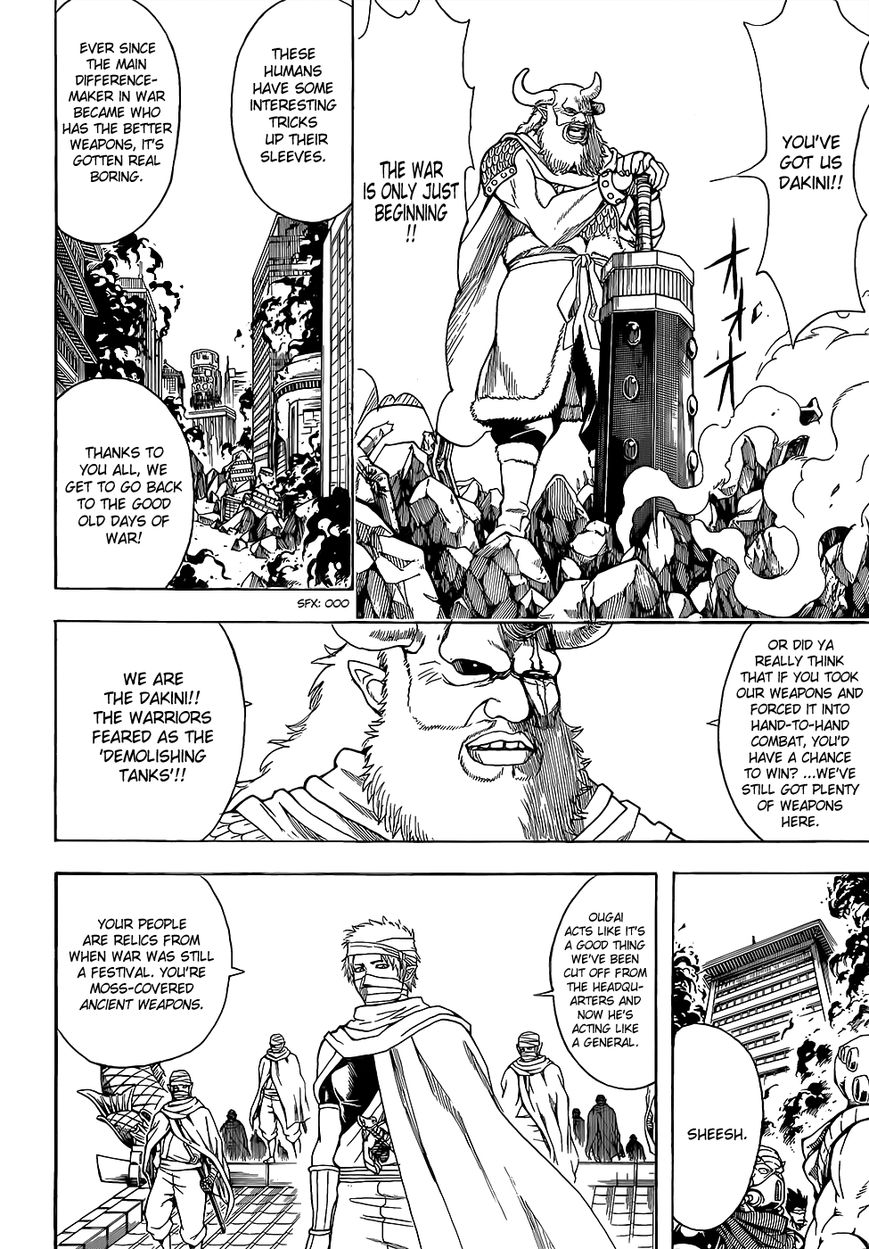 YOU'VE
GOT US
DAKINI!!
THE WAR
IS ONLY JUST
BEGINNING
!!
THESE
HUMANS
HAVE SOME
INTERESTING
TRICKS
UP THEIR
SLEEVES.
EVER SINCE
THE MAIN
DIFFERENCE-
MAKER IN WAR
BECAME WHO
HAS THE BETTER
WEAPONS, IT'S
GOTTEN REAL
BORING.
THANKS TO
YOU ALL, WE
GET TO GO BACK
TO THE GOOD
OLD DAYS OF
WAR!
SFX: OOO
OR DID YA
REALLY THINK
THAT IF YOU TOOK
OUR WEAPONS AND
FORCED IT INTO
HAND-TO-HAND
COMBAT, YOU'D
HAVE A CHANCE
TO WIN? ...WE'VE
STILL GOT PLENTY
OF WEAPONS
HERE.
WE ARE
THE DAKINI!!
THE WARRIORS
FEARED AS THE
'DEMOLISHING
TANKS'!!
SHEESH.
OUGAI
ACTS LIKE IT'S
A GOOD THING
WE'VE BEEN
CUT OFF FROM
THE HEADQU-
ARTERS AND
NOW HE'S
ACTING LIKE
A GENERAL.
YOUR PEOPLE
ARE RELICS FROM
WHEN WAR WAS STILL
A FESTIVAL. YOU'RE
MOSS-COVERED
ANCIENT WEAPONS.